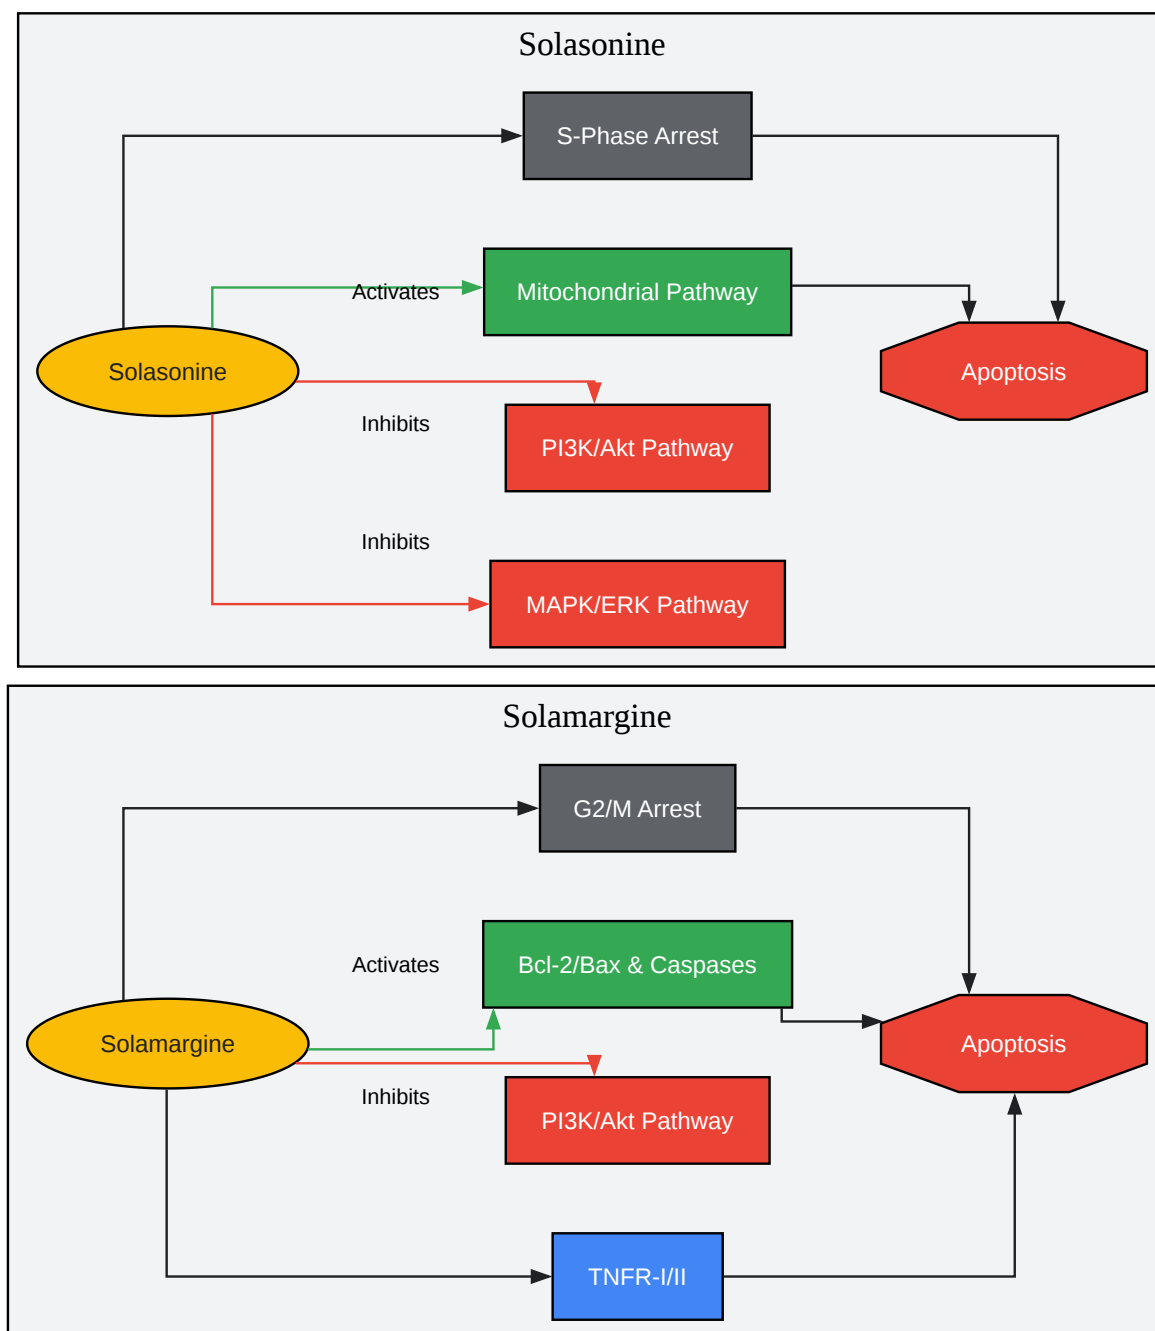 Solasonine
S-Phase Arrest
Activates
Mitochondrial Pathway
Solasonine
Apoptosis
Inhibits
PI3K/Akt Pathway
Inhibits
MAPK/ERK Pathway
Solamargine
G2/M Arrest
Activates
Bcl-2/Bax & Caspases
Solamargine
Apoptosis
Inhibits
PI3K/Akt Pathway
TNFR-I/II